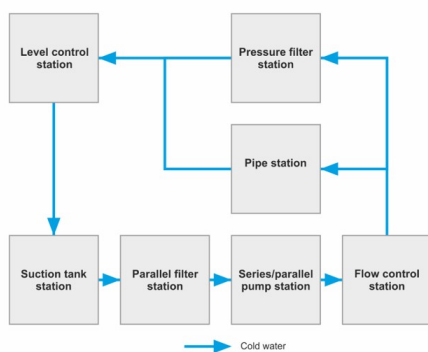 Level control
station
Pressure filter
station
Pipe station
Suction tank
station
Parallel filter
station
Series/parallel
pump station
Flow control
station
Cold water